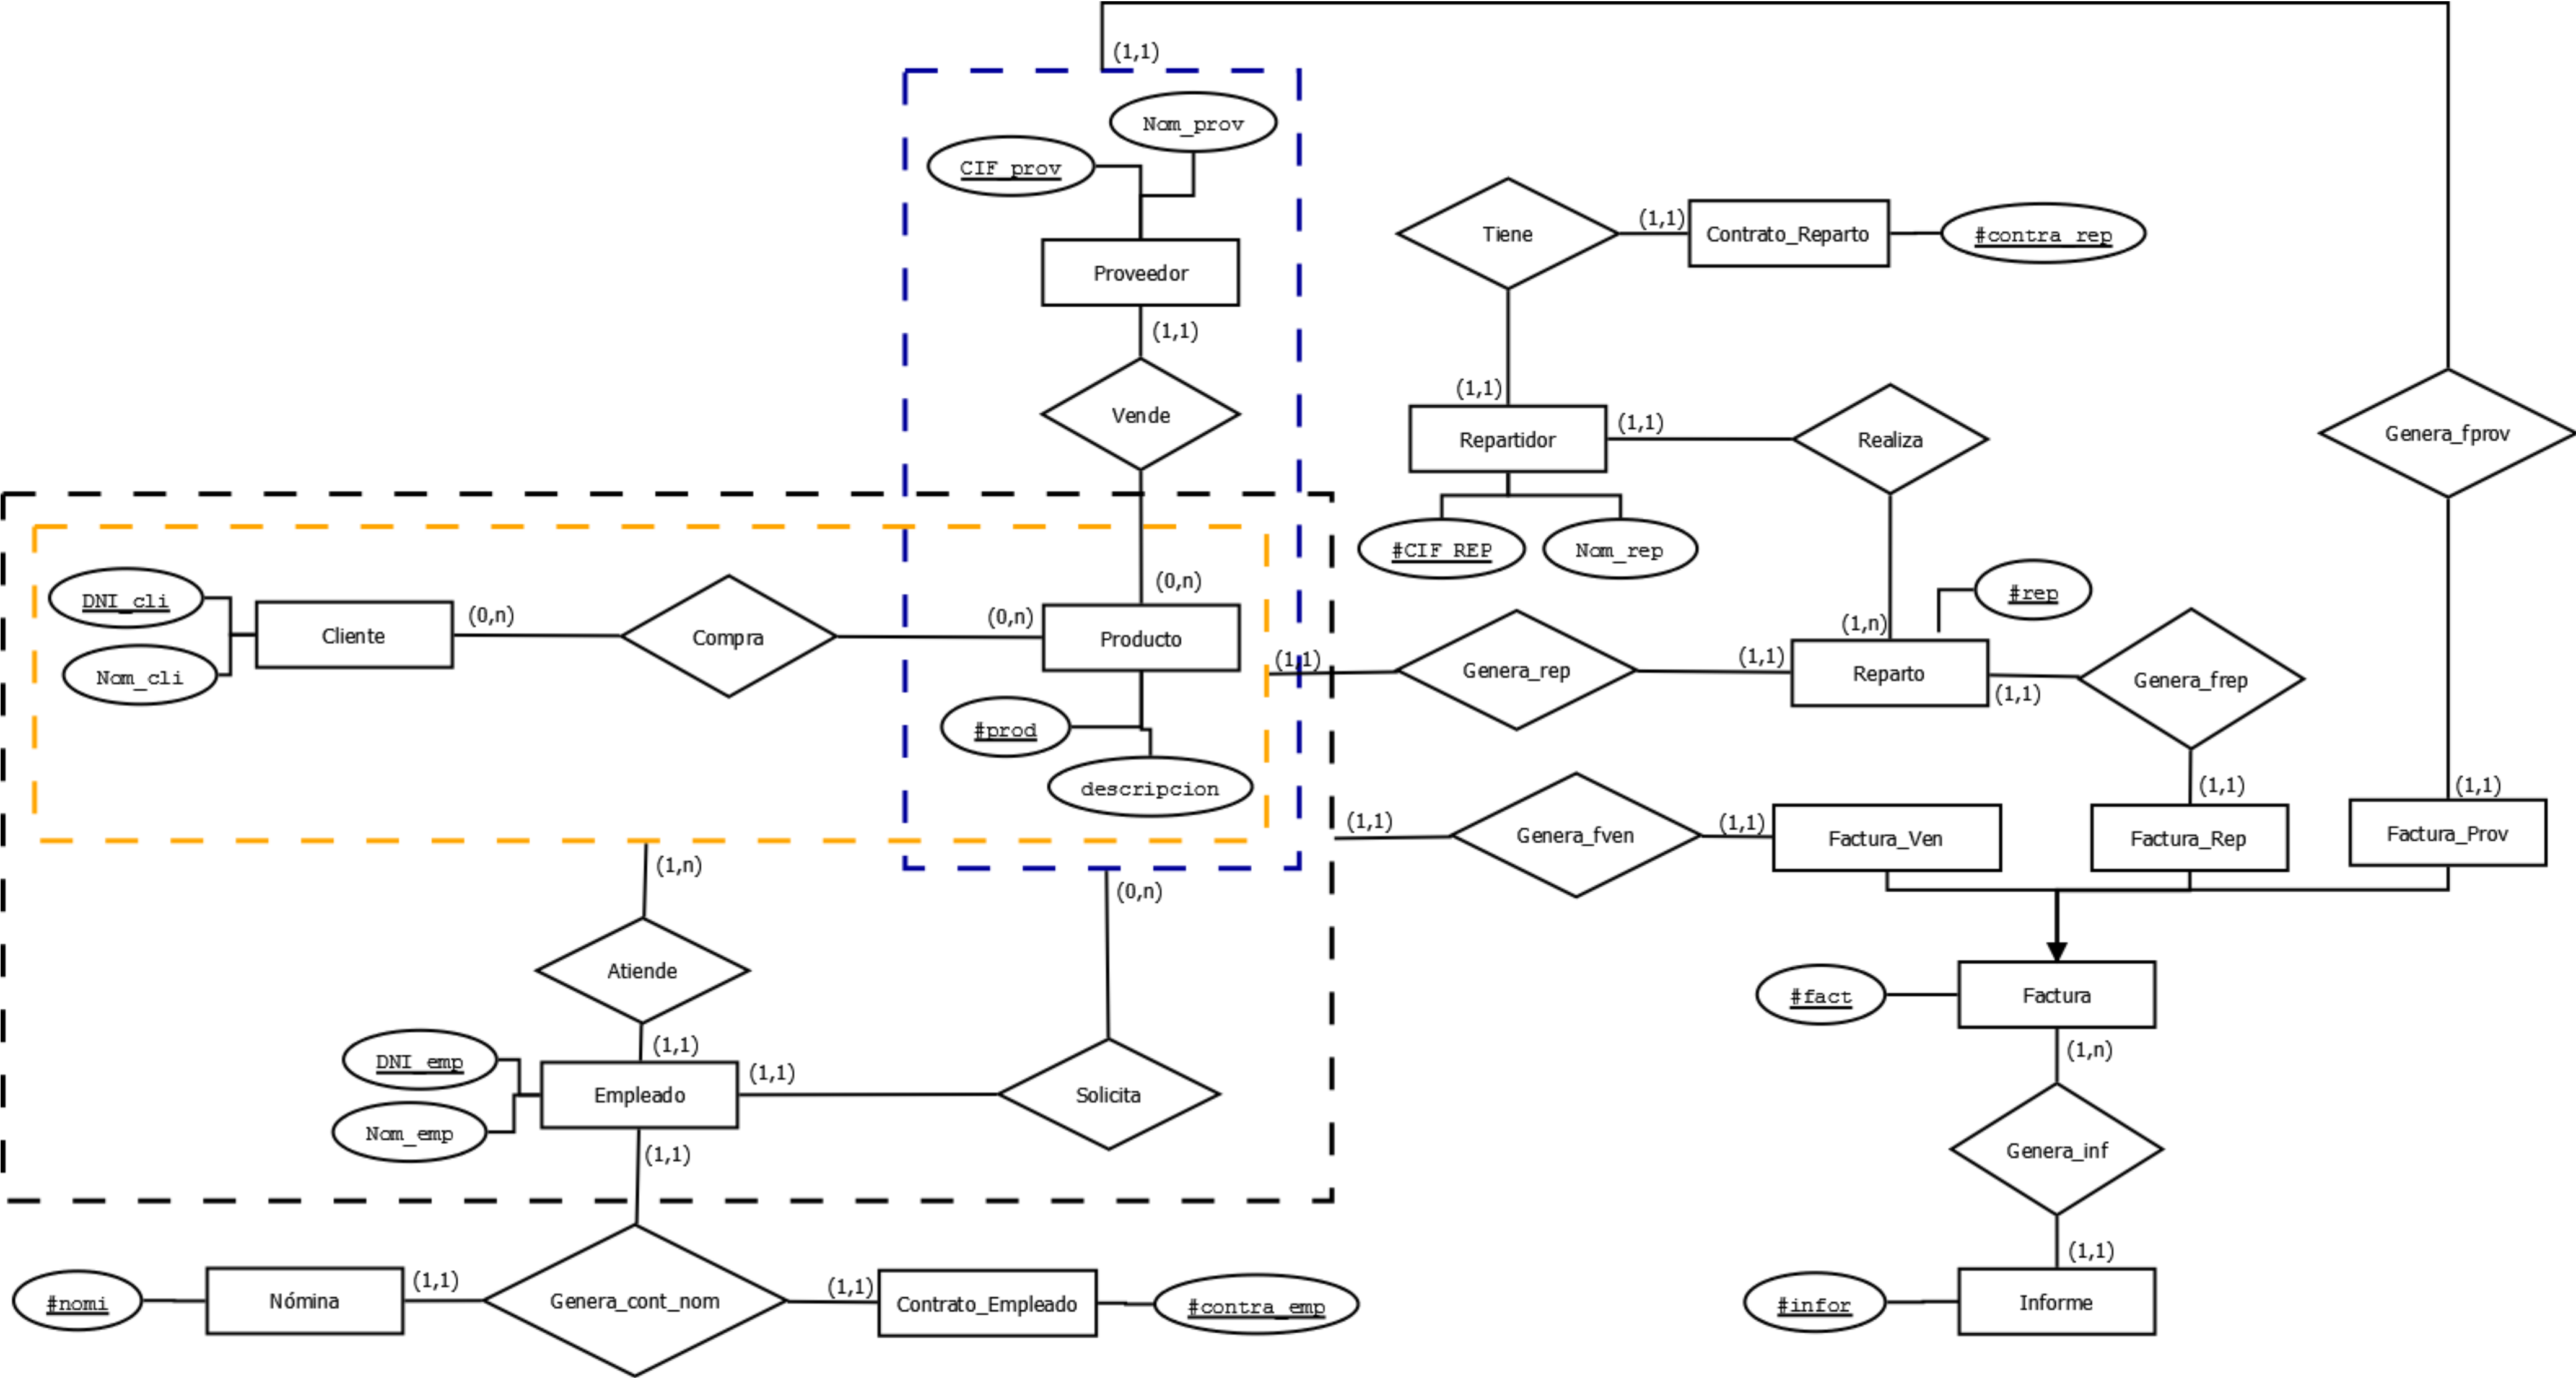 (1,1)
Nom_prov
CIF_prov
Proveedor
(1,1)
Vende
(0,n)
Tiene
(1,1)
Contrato_Reparto
#contra_rep
(1,1)
Repartidor
(1,1)
Realiza
#CIF_REP
Nom_rep
Genera_fprov
DNI_cli
Nom_cli
Cliente
(0,n)
Compra
(0,n)
Producto
#prod
descripcion
(1,1)
Genera_rep
(1,1)
(1,n)
Reparto
#rep
(1,1)
Genera_frep
(1,1)
(1,1)
(1,1)
Genera_fven
(1,1)
Factura_Ven
Factura_Rep
Factura_Prov
(1,n)
(0,n)
Atiende
(1,1)
DNI_emp
Nom_emp
Empleado
(1,1)
Solicita
(1,1)
#fact
Factura
(1,n)
Genera_inf
(1,1)
#nomi
Nómina
(1,1)
Genera_cont_nom
(1,1)
Contrato_Empleado
#contra_emp
#infor
Informe